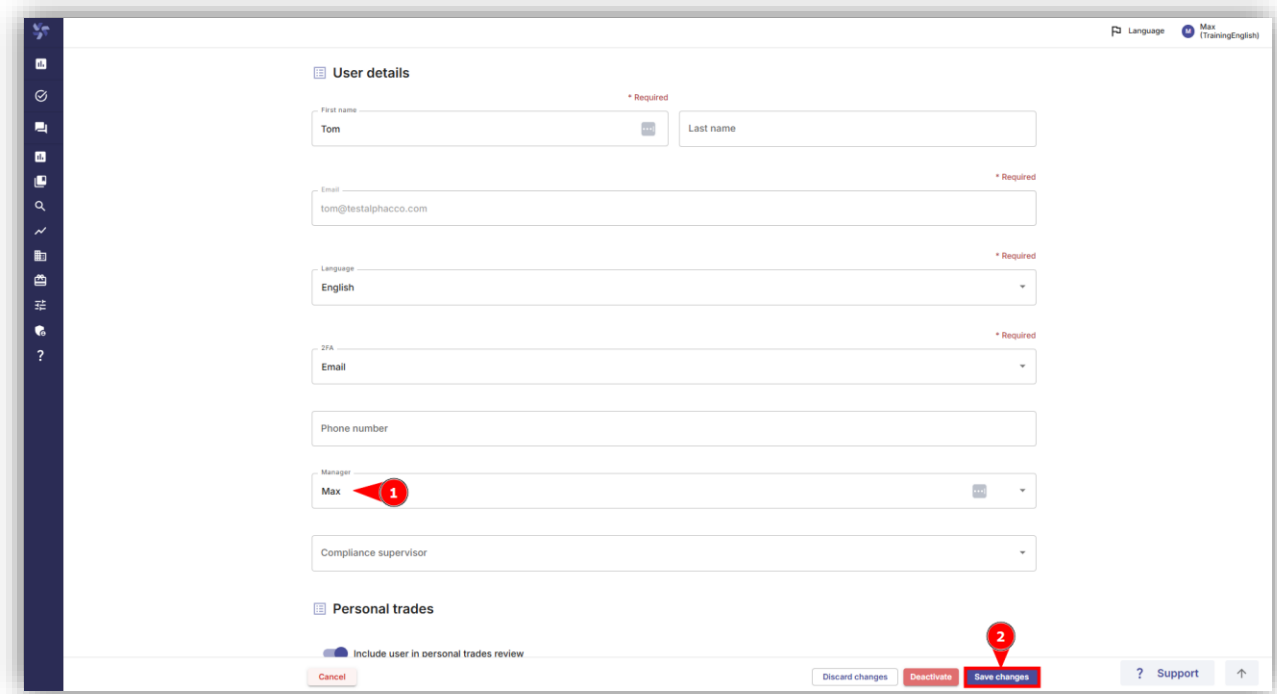 Language
M
Max
(TrainingEnglish)
User details
* Required
First name
Tom
Last name
* Required
Email
tom@testalphacco.com
* Required
Language
English
* Required
2FA
Email
Phone number
Manager
Max
1
Compliance supervisor
Personal trades
2
Include user in personal trades review
Cancel
Discard changes
Deactivate
Save changes
? Support
?